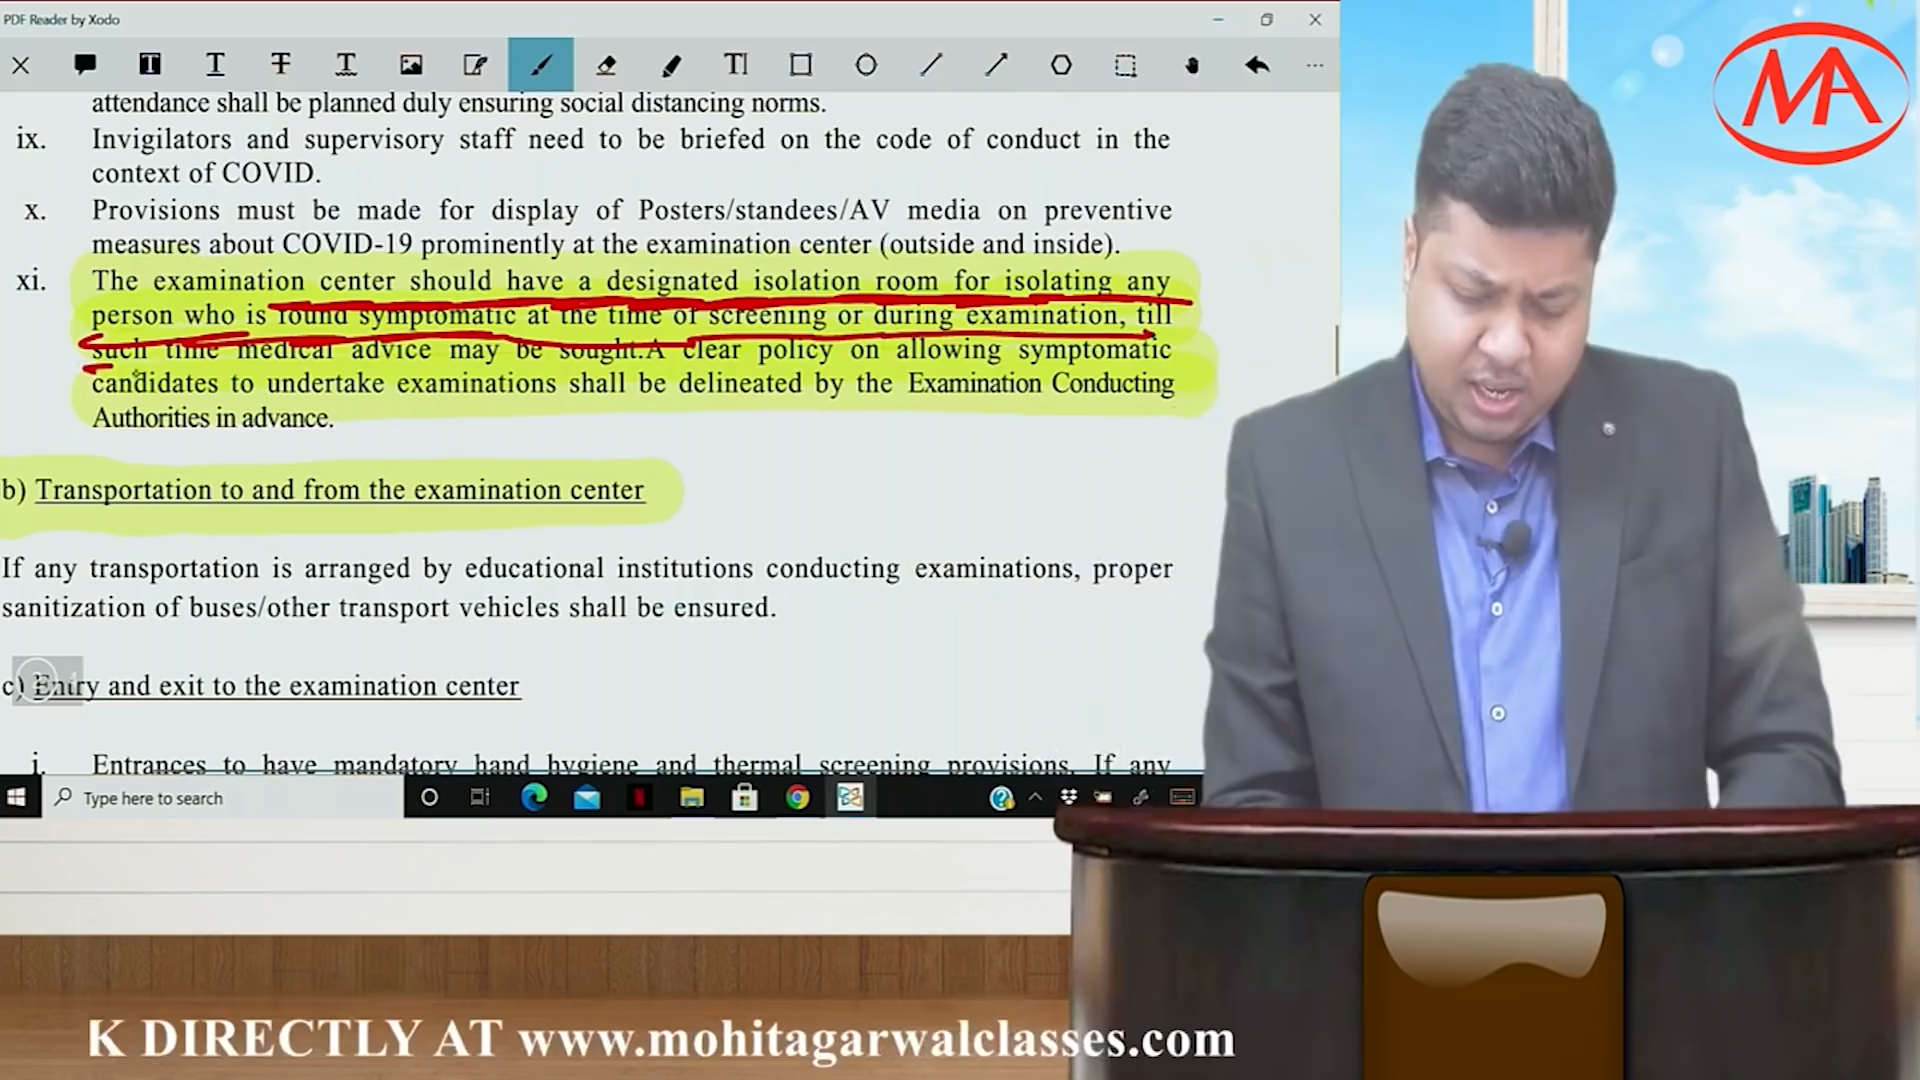 PDF Reader by Xodo
MA
attendance shall be planned duly ensuring social distancing norms.
ix. Invigilators and supervisory staff need to be briefed on the code of conduct in the
context of COVID.
x. Provisions must be made for display of Posters/standees/AV media on preventive
measures about COVID-19 prominently at the examination center (outside and inside).
xi. The examination center should have a designated isolation room for isolating any
person who is found symptomatic at the time of screening or during examination, till
such time medical advice may be sought.A clear policy on allowing symptomatic
candidates to undertake examinations shall be delineated by the Examination Conducting
Authorities in advance.
b) Transportation to and from the examination center
If any transportation is arranged by educational institutions conducting examinations, proper
sanitization of buses/other transport vehicles shall be ensured.
c) Entry and exit to the examination center
i. Entrances to have mandatory hand hygiene and thermal screening provisions. If any
Type here to search
K DIRECTLY AT www.mohitagarwalclasses.com